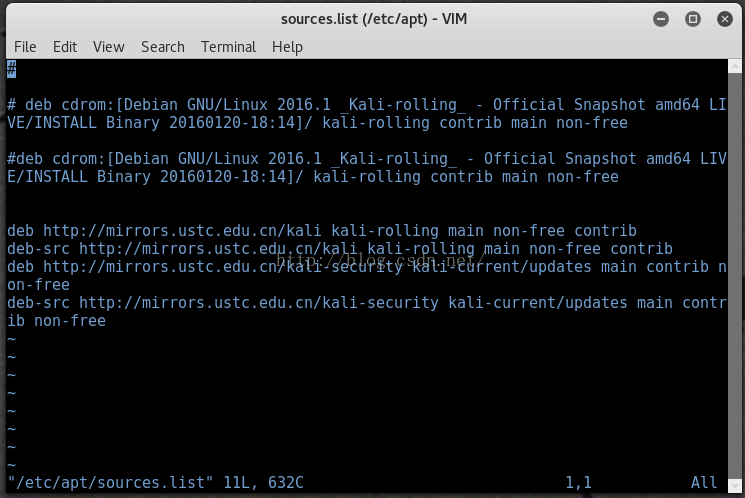 sources.list (/etc/apt) - VIM
File Edit View Search Terminal Help
#
# deb cdrom:[Debian GNU/Linux 2016.1 _Kali-rolling_ - Official Snapshot amd64 LI
VE/INSTALL Binary 20160120-18:14]/ kali-rolling contrib main non-free
#deb cdrom:[Debian GNU/Linux 2016.1 _Kali-rolling_ - Official Snapshot amd64 LIV
E/INSTALL Binary 20160120-18:14]/ kali-rolling contrib main non-free
deb http://mirrors.ustc.edu.cn/kali kali-rolling main non-free contrib
deb-src http://mirrors.ustc.edu.cn/kali kali-rolling main non-free contrib
http://blog.csdn.net/
deb http://mirrors.ustc.edu.cn/kali-security kali-current/updates main contrib n
on-free
deb-src http://mirrors.ustc.edu.cn/kali-security kali-current/updates main contr
ib non-free
~
~
~
~
~
~
~
~
"/etc/apt/sources.list" 11L, 632C 1,1 All